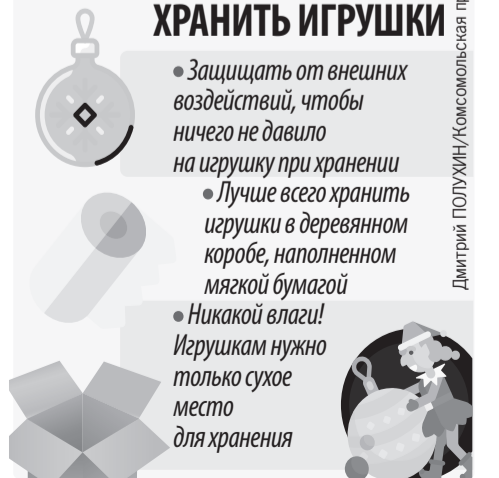 ХРАНИТЬ ИГРУШКИ
• Защищать от внешних
воздействий, чтобы
ничего не давило
на игрушку при хранении
• Лучше всего хранить
игрушки в деревянном
коробе, наполненном
мягкой бумагой
• Никакой влаги!
Игрушкам нужно
только сухое
место
для хранения
Дмитрий ПОЛУХИН/Комсомольская